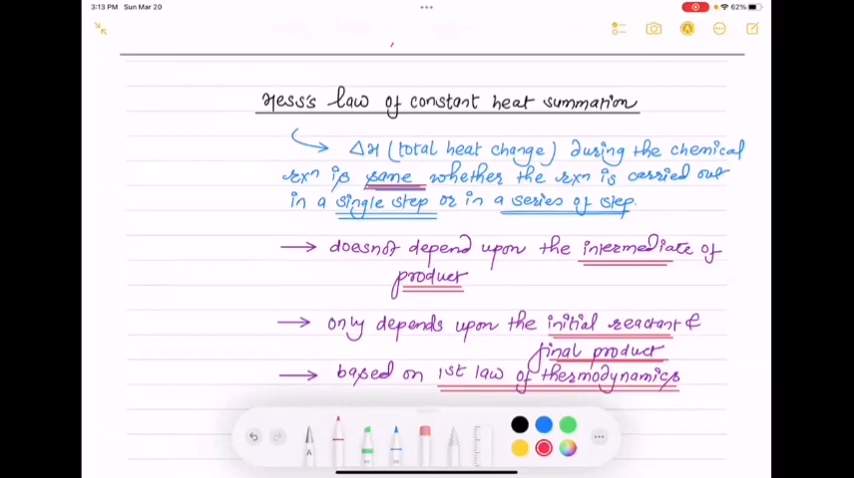 3:13 PM Sun Mar 20
62%
Hess's law of constant heat summation
ΔH (total heat change) during the chemical
rxn is same whether the rxn is carried out
in a single step or in a series of step.
→ doesnot depend upon the intermediate of
product
→ only depends upon the initial reactant &
final product
→ based on 1st law of thermodynamics
A